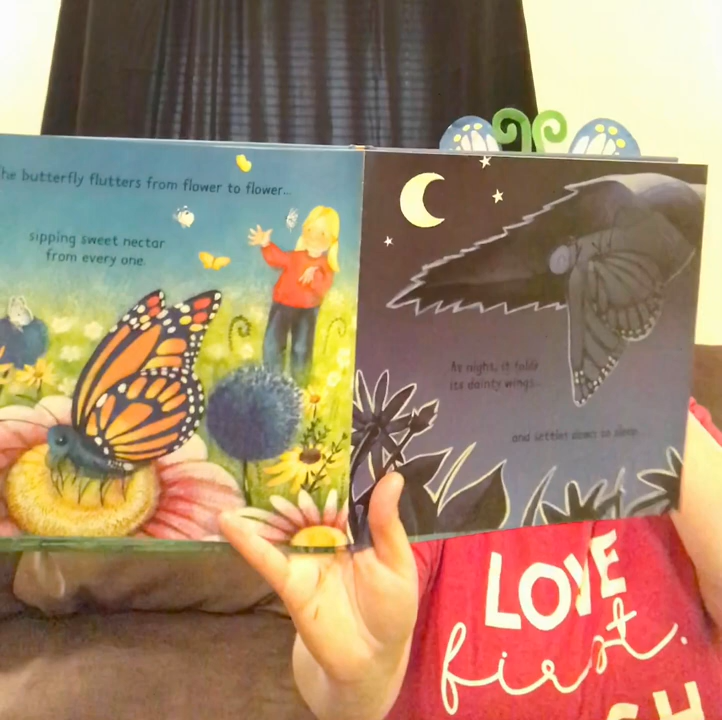 he butterfly flutters from flower to flower...
sipping sweet nectar
from every one.
At night, it folds
its dainty wings...
and settles down to sleep...
LOVE
first.
SH